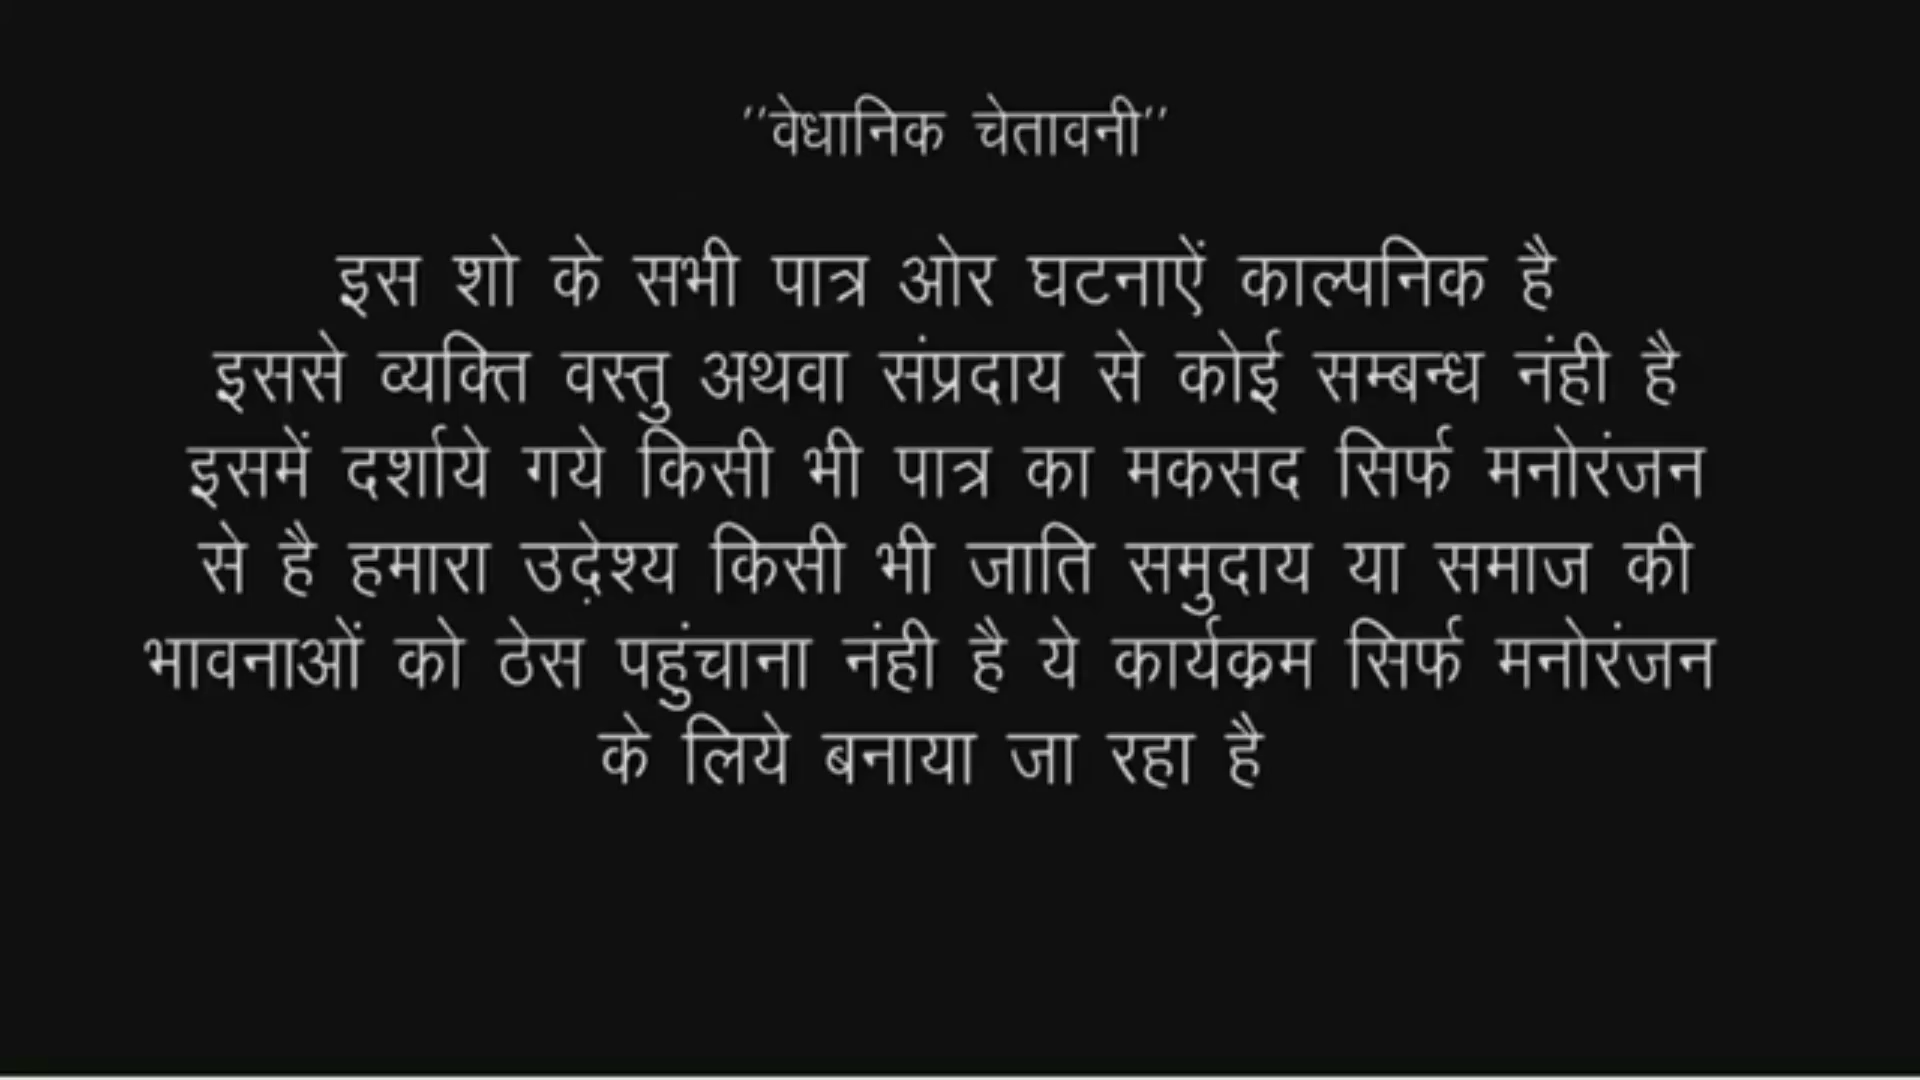 ''वेधानिक चेतावनी''
इस शो के सभी पात्र ओर घटनाऐं काल्पनिक है
इससे व्यक्ति वस्तु अथवा संप्रदाय से कोई सम्बन्ध नंही है
इसमें दर्शाये गये किसी भी पात्र का मकसद सिर्फ मनोरंजन
से है हमारा उद़ेश्य किसी भी जाति समुदाय या समाज की
भावनाओं को ठेस पहुंचाना नंही है ये कार्यक्रम सिर्फ मनोरंजन
के लिये बनाया जा रहा है